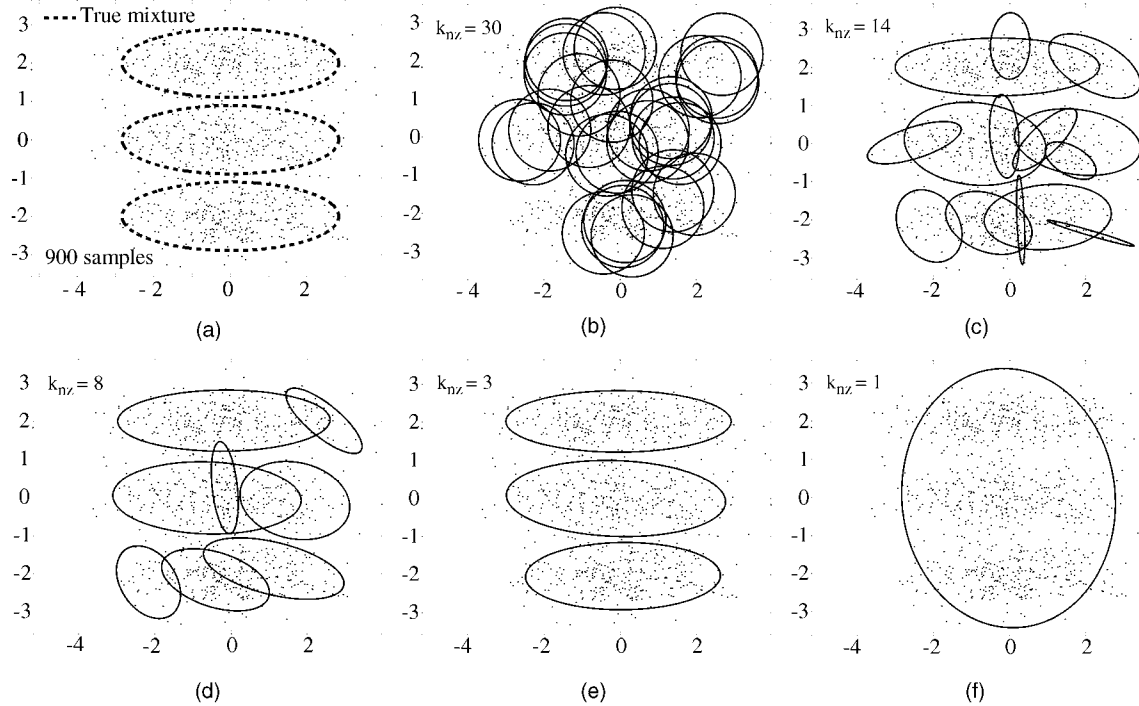 True mixture
3
2
1
0
-1
-2
-3
900 samples
- 4 -2 0 2
(a)
k_nz = 30
3
2
1
0
-1
-2
-3
- 4 -2 0 2
(b)
k_nz = 14
3
2
1
0
-1
-2
-3
-4 -2 0 2
(c)
k_nz = 8
3
2
1
0
-1
-2
-3
-4 -2 0 2
(d)
k_nz = 3
3
2
1
0
-1
-2
-3
-4 -2 0 2
(e)
k_nz = 1
3
2
1
0
-1
-2
-3
-4 -2 0 2
(f)